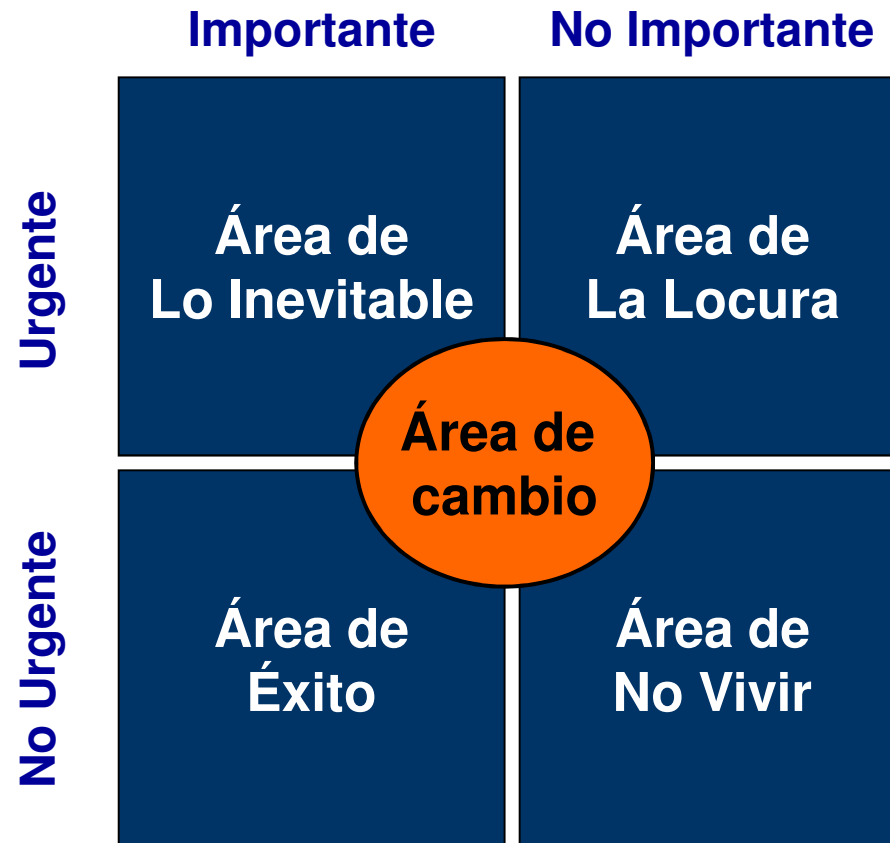 Importante
No Importante
Urgente
Área de
Lo Inevitable
Área de
La Locura
Área de
cambio
No Urgente
Área de
Éxito
Área de
No Vivir